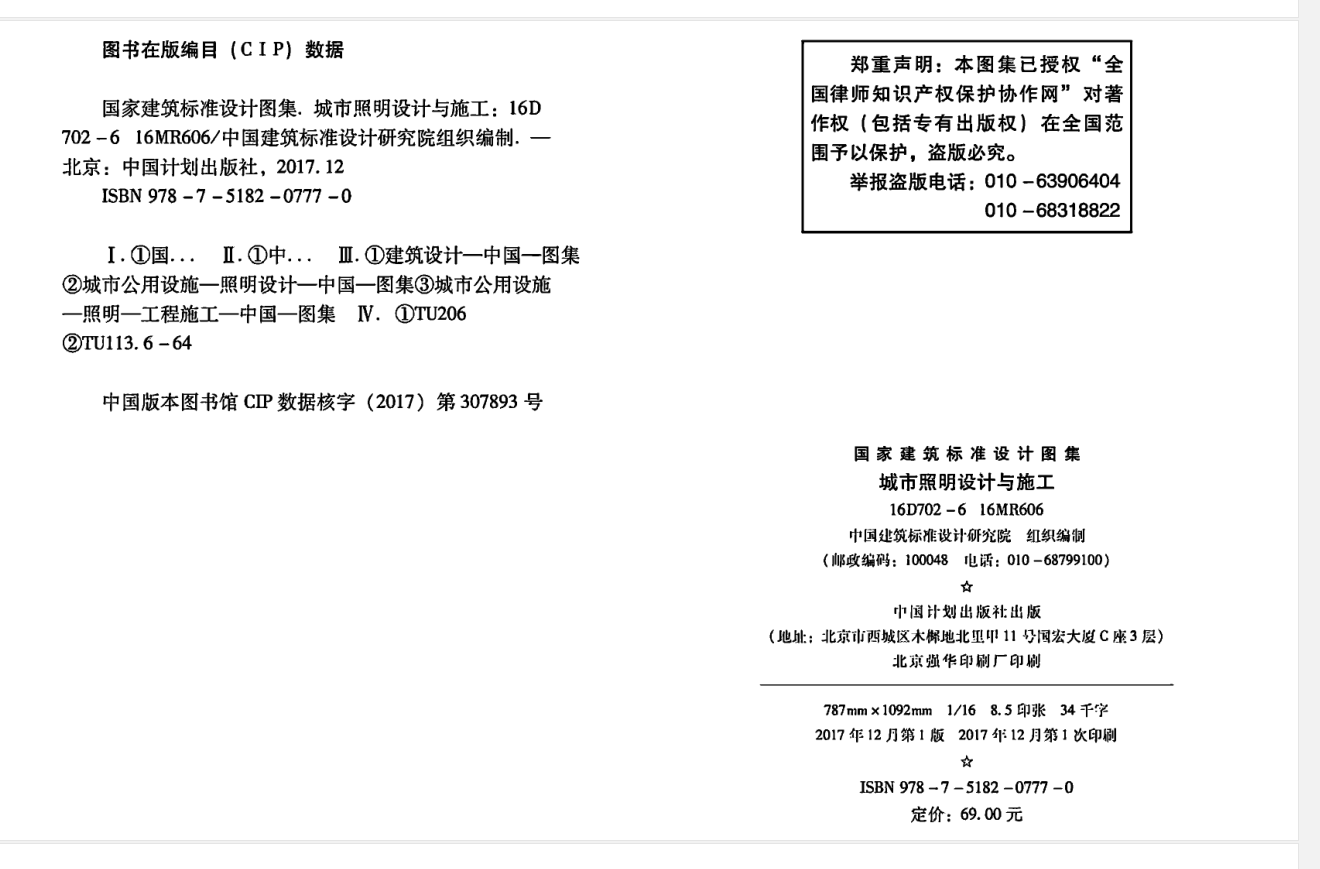 图书在版编目（CIP）数据
国家建筑标准设计图集. 城市照明设计与施工：16D
702－6 16MR606/中国建筑标准设计研究院组织编制. —
北京：中国计划出版社，2017.12
ISBN 978－7－5182－0777－0
Ⅰ.①国... Ⅱ.①中... Ⅲ.①建筑设计—中国—图集
②城市公用设施—照明设计—中国—图集③城市公用设施
—照明—工程施工—中国—图集 Ⅳ. ①TU206
②TU113.6－64
中国版本图书馆 CIP 数据核字（2017）第 307893 号
郑重声明：本图集已授权“全
国律师知识产权保护协作网”对著
作权（包括专有出版权）在全国范
围予以保护，盗版必究。
举报盗版电话：010－63906404
010－68318822
国家建筑标准设计图集
城市照明设计与施工
16D702－6 16MR606
中国建筑标准设计研究院 组织编制
（邮政编码：100048 电话：010－68799100）
☆
中国计划出版社出版
（地址：北京市西城区木樨地北里甲 11 号国宏大厦 C 座 3 层）
北京强华印刷厂印刷
787mm×1092mm 1/16 8.5 印张 34 千字
2017 年 12 月第 1 版 2017 年 12 月第 1 次印刷
☆
ISBN 978－7－5182－0777－0
定价：69.00 元